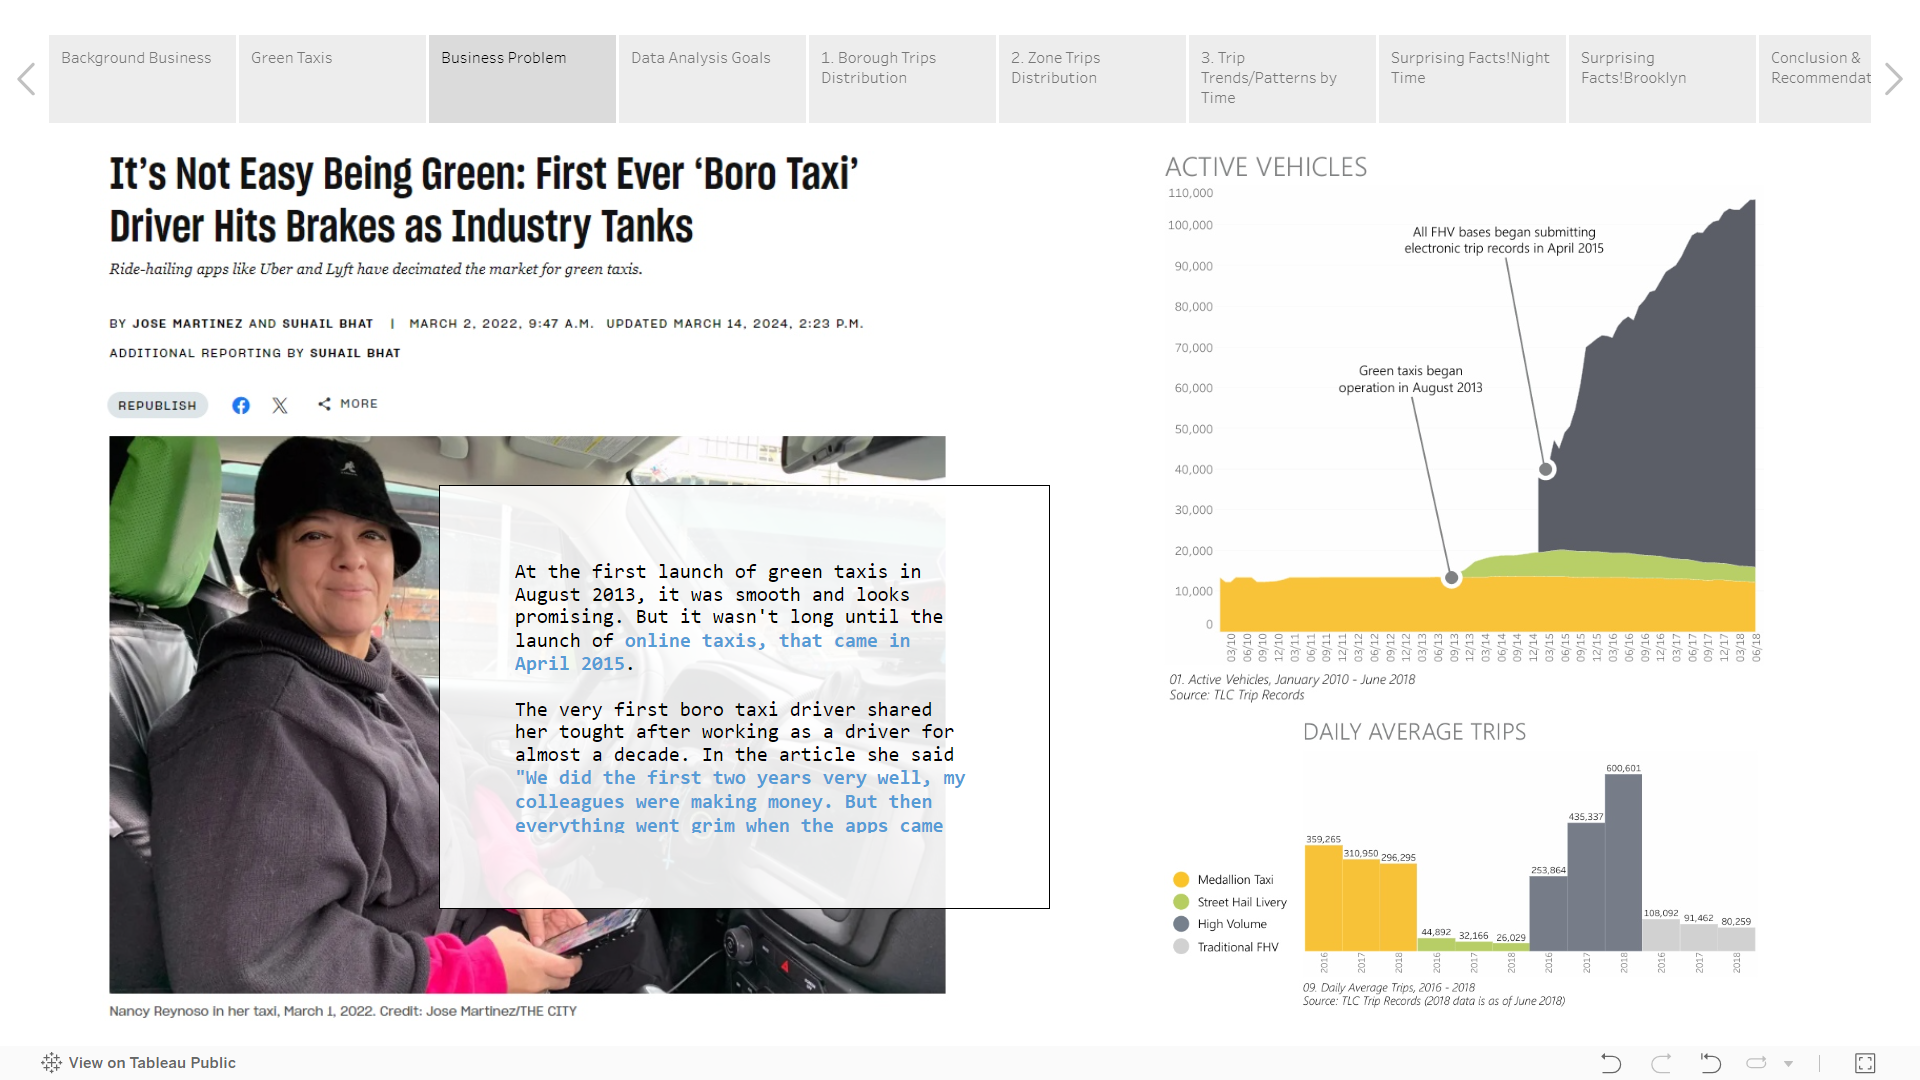 Background Business
Green Taxis
Business Problem
Data Analysis Goals
1. Borough Trips
Distribution
2. Zone Trips
Distribution
3. Trip
Trends/Patterns by
Time
Surprising Facts!Night
Time
Surprising
Facts!Brooklyn
Conclusion &
Recommendat
It’s Not Easy Being Green: First Ever ‘Boro Taxi’
Driver Hits Brakes as Industry Tanks
Ride-hailing apps like Uber and Lyft have decimated the market for green taxis.
BY JOSE MARTINEZ AND SUHAIL BHAT | MARCH 2, 2022, 9:47 A.M. UPDATED MARCH 14, 2024, 2:23 P.M.
ADDITIONAL REPORTING BY SUHAIL BHAT
REPUBLISH
MORE
At the first launch of green taxis in
August 2013, it was smooth and looks
promising. But it wasn't long until the
launch of online taxis, that came in
April 2015.
The very first boro taxi driver shared
her tought after working as a driver for
almost a decade. In the article she said
"We did the first two years very well, my
colleagues were making money. But then
everything went grim when the apps came
Nancy Reynoso in her taxi, March 1, 2022. Credit: Jose Martinez/THE CITY
ACTIVE VEHICLES
110,000
100,000
90,000
80,000
70,000
60,000
50,000
40,000
30,000
20,000
10,000
0
All FHV bases began submitting
electronic trip records in April 2015
Green taxis began
operation in August 2013
03/10
06/10
09/10
12/10
03/11
06/11
09/11
12/11
03/12
06/12
09/12
12/12
03/13
06/13
09/13
12/13
03/14
06/14
09/14
12/14
03/15
06/15
09/15
12/15
03/16
06/16
09/16
12/16
03/17
06/17
09/17
12/17
03/18
06/18
01. Active Vehicles, January 2010 - June 2018
Source: TLC Trip Records
DAILY AVERAGE TRIPS
Medallion Taxi
Street Hail Livery
High Volume
Traditional FHV
359,265
310,950
296,295
44,892
32,166
26,029
253,864
435,337
600,601
108,092
91,462
80,259
2016
2017
2018
2016
2017
2018
2016
2017
2018
2016
2017
2018
09. Daily Average Trips, 2016 - 2018
Source: TLC Trip Records (2018 data is as of June 2018)
View on Tableau Public